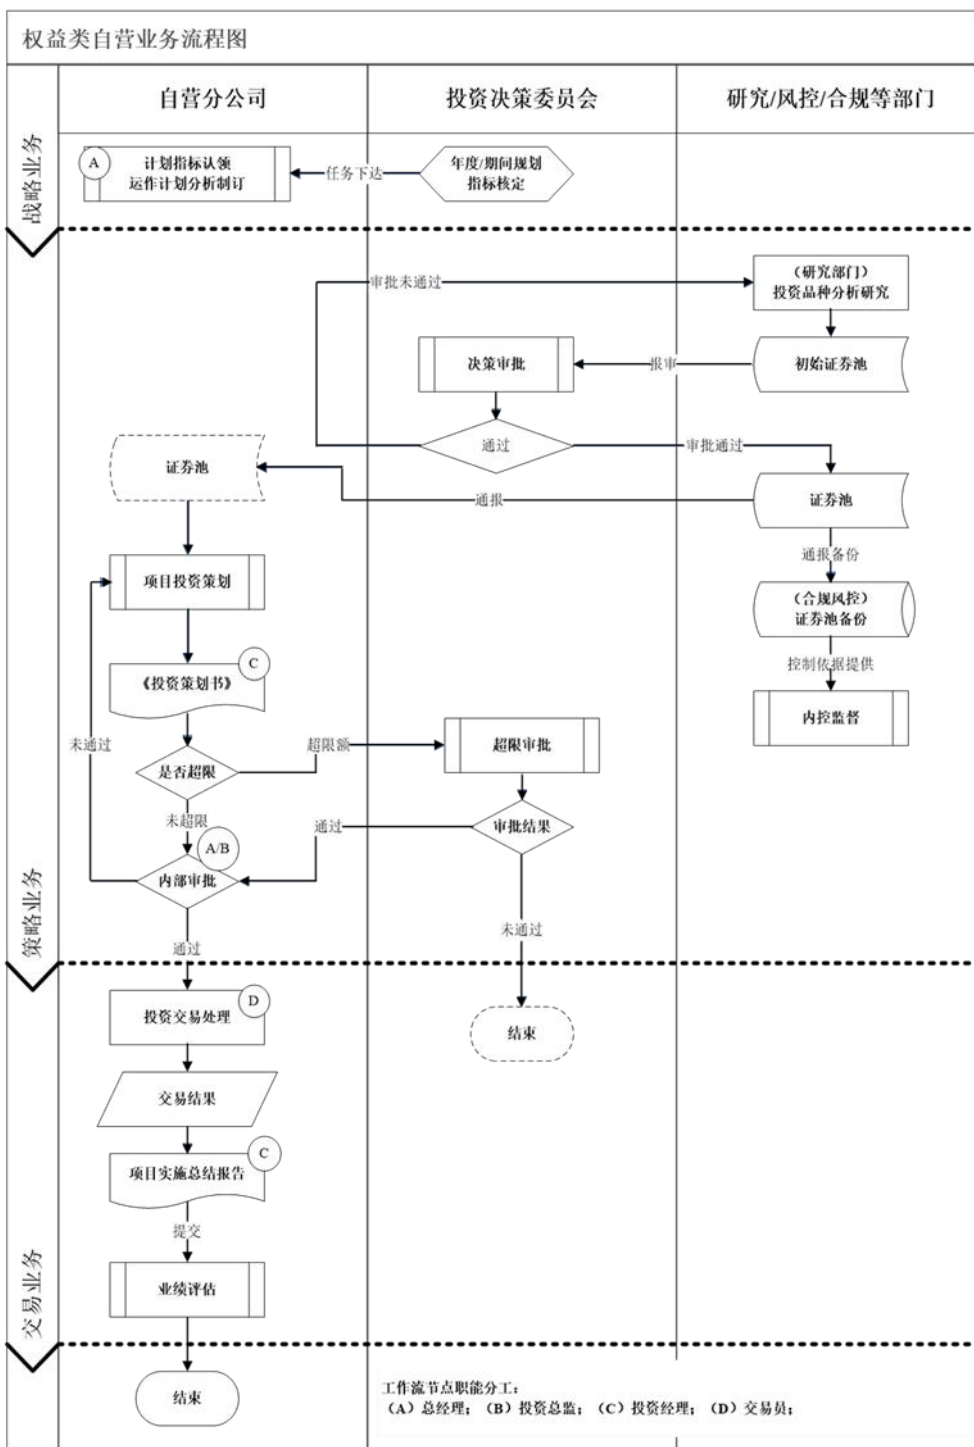 权益类自营业务流程图
自营分公司
投资决策委员会
研究/风控/合规等部门
战略业务
A
计划指标认领
运作计划分析制订
任务下达
年度/期间规划
指标核定
策略业务
审批未通过
（研究部门）
投资品种分析研究
决策审批
报审
初始证券池
通过
审批通过
证券池
通报
证券池
通报备份
项目投资策划
（合规风控）
证券池备份
C
《投资策划书》
控制依据提供
内控监督
未通过
是否超限
超限额
超限审批
未超限
通过
审批结果
A/B
内部审批
通过
未通过
交易业务
D
投资交易处理
结束
交易结果
C
项目实施总结报告
提交
业绩评估
结束
工作流节点职能分工：
（A）总经理；（B）投资总监；（C）投资经理；（D）交易员；